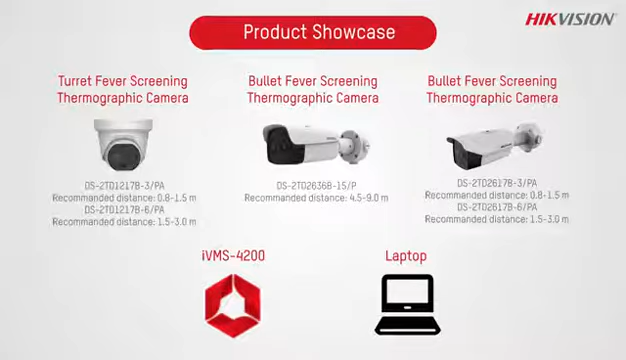 HIKVISION
Product Showcase
Turret Fever Screening
Thermographic Camera
DS-2TD1217B-3/PA
Recommanded distance: 0.8-1.5 m
DS-2TD1217B-6/PA
Recommanded distance: 1.5-3.0 m
Bullet Fever Screening
Thermographic Camera
DS-2TD2636B-15/P
Recommanded distance: 4.5-9.0 m
Bullet Fever Screening
Thermographic Camera
DS-2TD2617B-3/PA
Recommanded distance: 0.8-1.5 m
DS-2TD2617B-6/PA
Recommanded distance: 1.5-3.0 m
iVMS-4200
Laptop